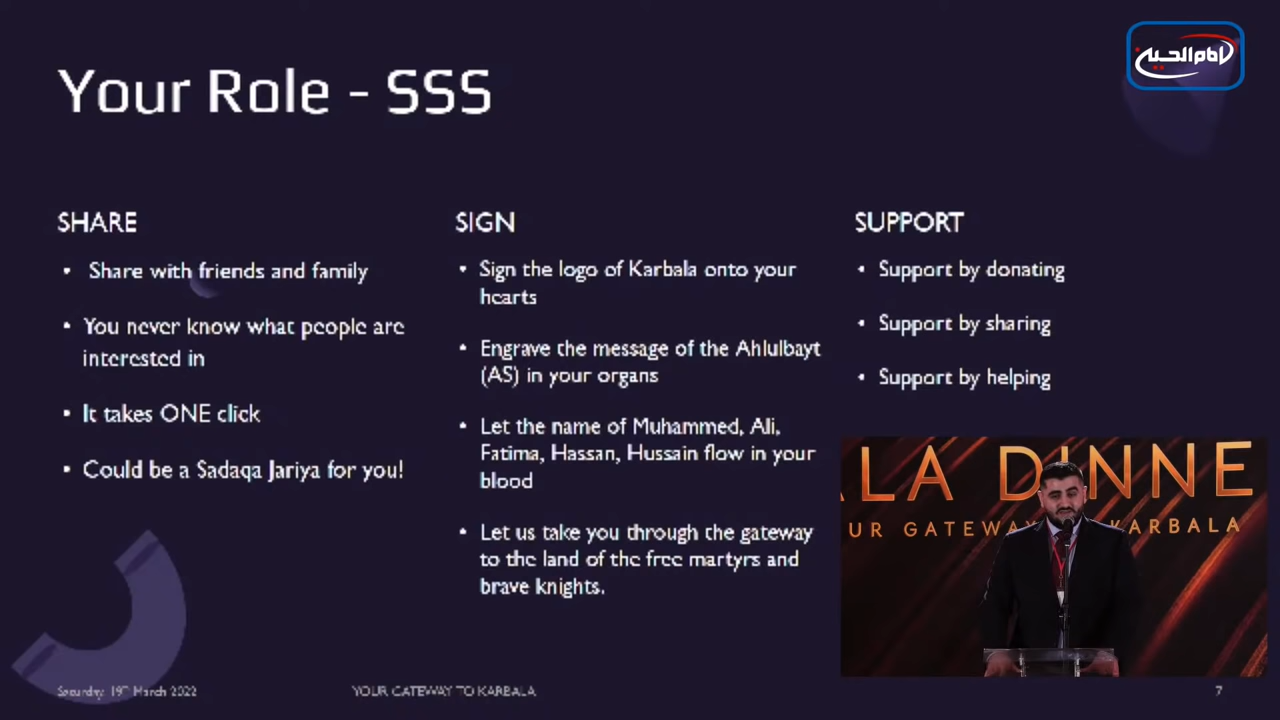 امام الحسین
Your Role - SSS
SHARE
• Share with friends and family
• You never know what people are
interested in
• It takes ONE click
• Could be a Sadaqa Jariya for you!
SIGN
• Sign the logo of Karbala onto your
hearts
• Engrave the message of the Ahlulbayt
(AS) in your organs
• Let the name of Muhammed, Ali,
Fatima, Hassan, Hussain flow in your
blood
• Let us take you through the gateway
to the land of the free martyrs and
brave knights.
SUPPORT
• Support by donating
• Support by sharing
• Support by helping
ALA DINNE
UR GATEWAY KARBALA
Saturday, 19th March 2022
YOUR GATEWAY TO KARBALA
7